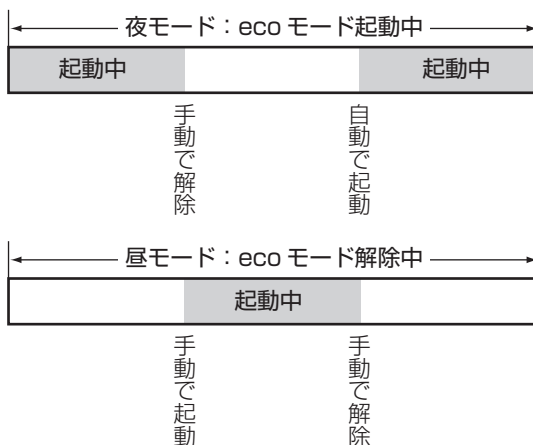 夜モード：eco モード起動中
起動中
起動中
手動で解除
自動で起動
昼モード：eco モード解除中
起動中
手動で起動
手動で解除